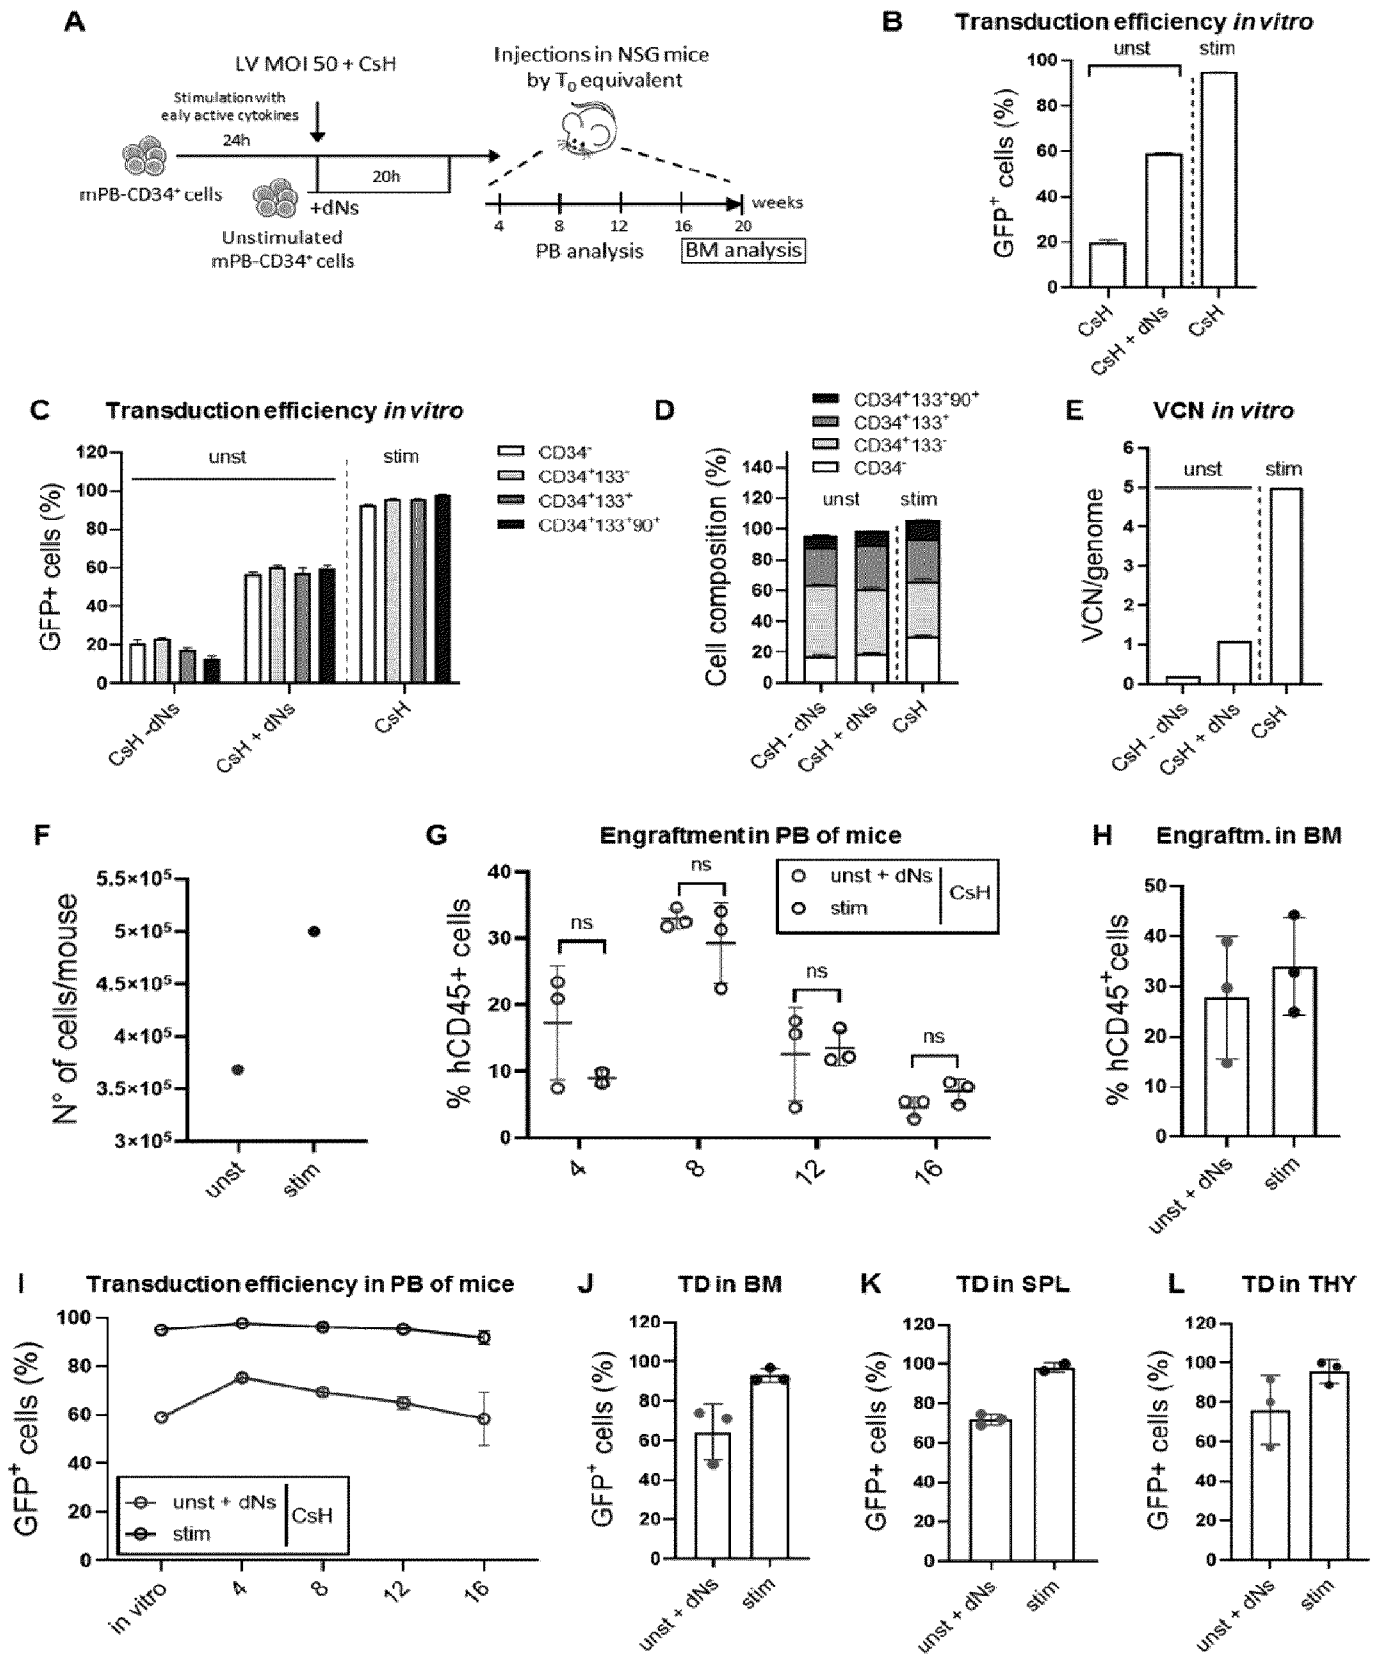 A
LV MOI 50 + CsH
Stimulation with
ealy active cytokines
24h
mPB-CD34⁺ cells
20h
+dNs
Unstimulated
mPB-CD34⁺ cells
Injections in NSG mice
by T₀ equivalent
4 8 12 16 20 weeks
PB analysis
BM analysis
B
Transduction efficiency in vitro
unst stim
GFP⁺ cells (%)
100
80
60
40
20
0
CsH
CsH + dNs
CsH
C
Transduction efficiency in vitro
unst stim
GFP+ cells (%)
120
100
80
60
40
20
0
CsH -dNs
CsH + dNs
CsH
CD34⁻
CD34⁺133⁻
CD34⁺133⁺
CD34⁺133⁺90⁺
D
CD34⁺133⁺90⁺
CD34⁺133⁺
CD34⁺133⁻
CD34⁻
unst stim
Cell composition (%)
140
120
100
80
60
40
20
0
CsH - dNs
CsH + dNs
CsH
E
VCN in vitro
unst stim
VCN/genome
6
5
4
3
2
1
0
CsH - dNs
CsH + dNs
CsH
F
N° of cells/mouse
5.5×10⁵
5×10⁵
4.5×10⁵
4×10⁵
3.5×10⁵
3×10⁵
unst
stim
G
Engraftment in PB of mice
unst + dNs
stim
CsH
% hCD45+ cells
40
30
20
10
0
ns
ns
ns
ns
4
8
12
16
H
Engraftm. in BM
% hCD45⁺cells
50
40
30
20
10
0
unst + dNs
stim
I
Transduction efficiency in PB of mice
GFP⁺ cells (%)
100
80
60
40
20
0
unst + dNs
stim
CsH
in vitro
4
8
12
16
J
TD in BM
GFP⁺ cells (%)
120
100
80
60
40
20
0
unst + dNs
stim
K
TD in SPL
GFP+ cells (%)
120
100
80
60
40
20
0
unst + dNs
stim
L
TD in THY
GFP+ cells (%)
120
100
80
60
40
20
0
unst + dNs
stim